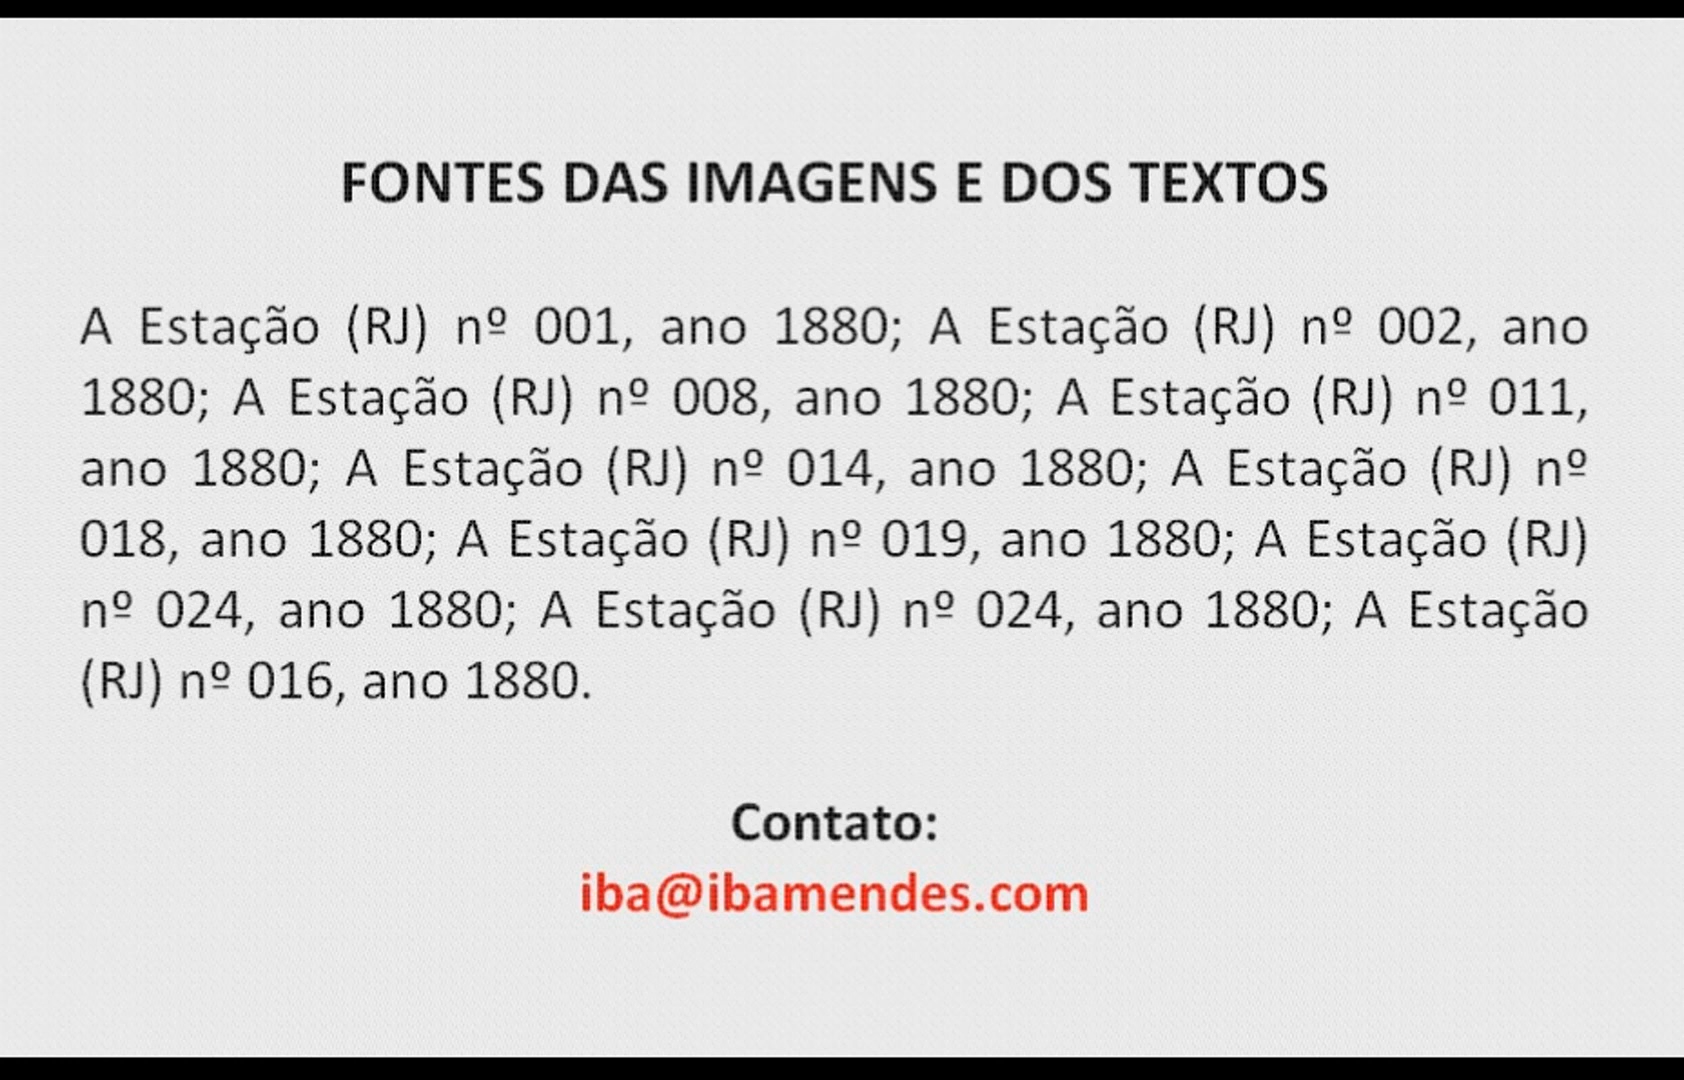 FONTES DAS IMAGENS E DOS TEXTOS
A Estação (RJ) nº 001, ano 1880; A Estação (RJ) nº 002, ano
1880; A Estação (RJ) nº 008, ano 1880; A Estação (RJ) nº 011,
ano 1880; A Estação (RJ) nº 014, ano 1880; A Estação (RJ) nº
018, ano 1880; A Estação (RJ) nº 019, ano 1880; A Estação (RJ)
nº 024, ano 1880; A Estação (RJ) nº 024, ano 1880; A Estação
(RJ) nº 016, ano 1880.
Contato:
iba@ibamendes.com